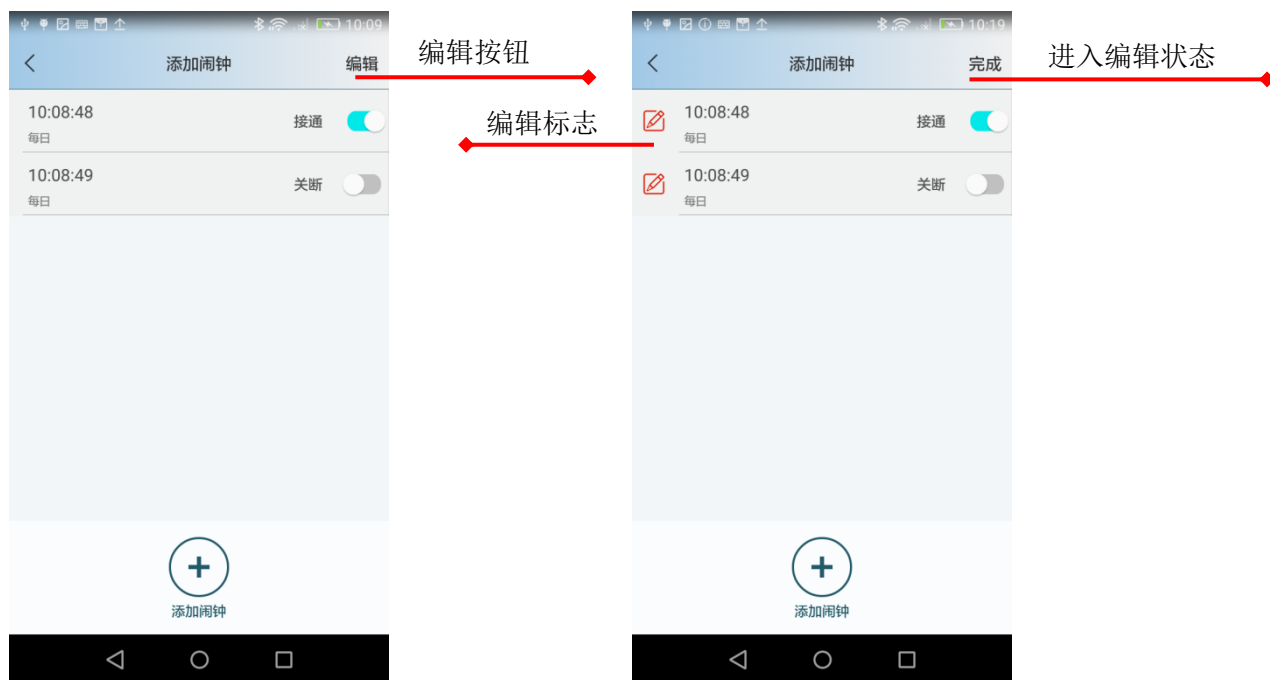 10:09
添加闹钟
编辑
10:08:48
每日
接通
10:08:49
每日
关断
添加闹钟
编辑按钮
编辑标志
10:19
添加闹钟
完成
10:08:48
每日
接通
10:08:49
每日
关断
添加闹钟
进入编辑状态